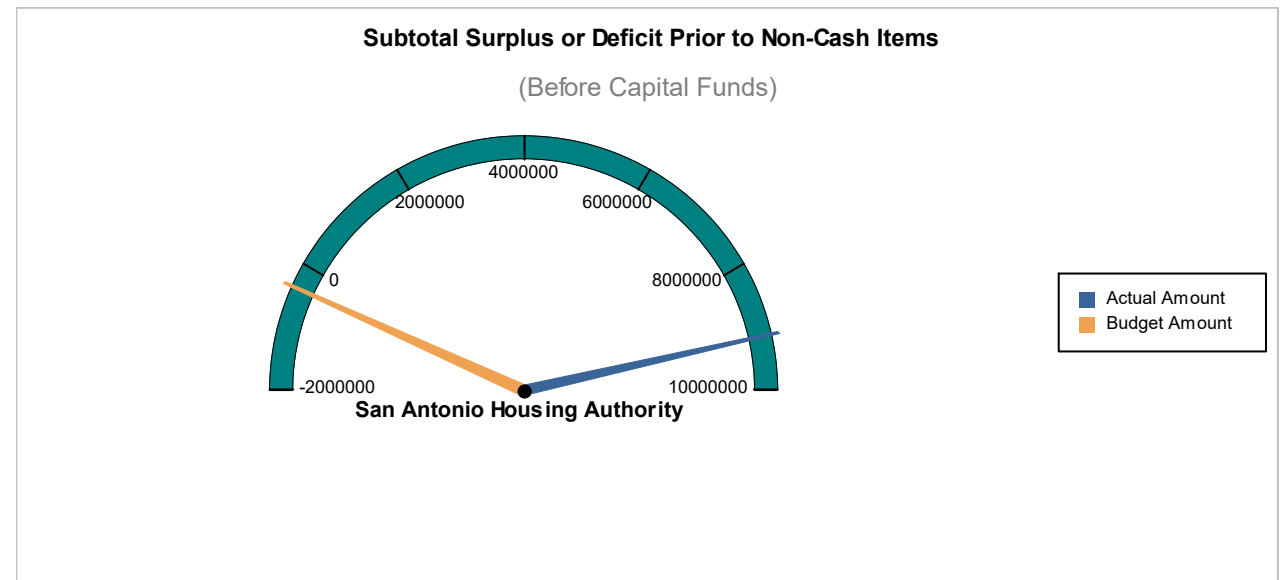 Subtotal Surplus or Deficit Prior to Non-Cash Items
(Before Capital Funds)
4000000
2000000
6000000
0
8000000
-2000000
10000000
San Antonio Housing Authority
Actual Amount
Budget Amount